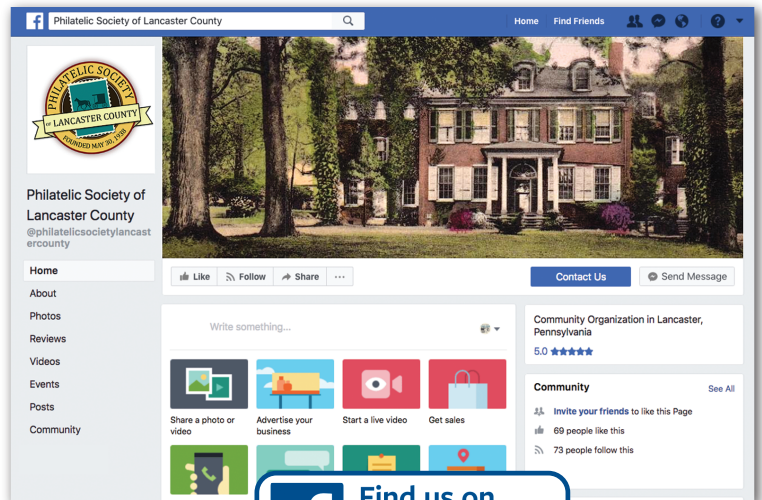 Philatelic Society of Lancaster County
Home Find Friends
PHILATELIC SOCIETY
OF LANCASTER COUNTY
FOUNDED MAY 30, 1938
Philatelic Society of
Lancaster County
@philatelicsocietylancast
ercounty
Home
About
Photos
Reviews
Videos
Events
Posts
Community
Like Follow Share ...
Contact Us
Send Message
Write something...
Share a photo or
video
Advertise your
business
Start a live video
Get sales
Community Organization in Lancaster,
Pennsylvania
5.0
Community
See All
Invite your friends to like this Page
69 people like this
73 people follow this
Find us on